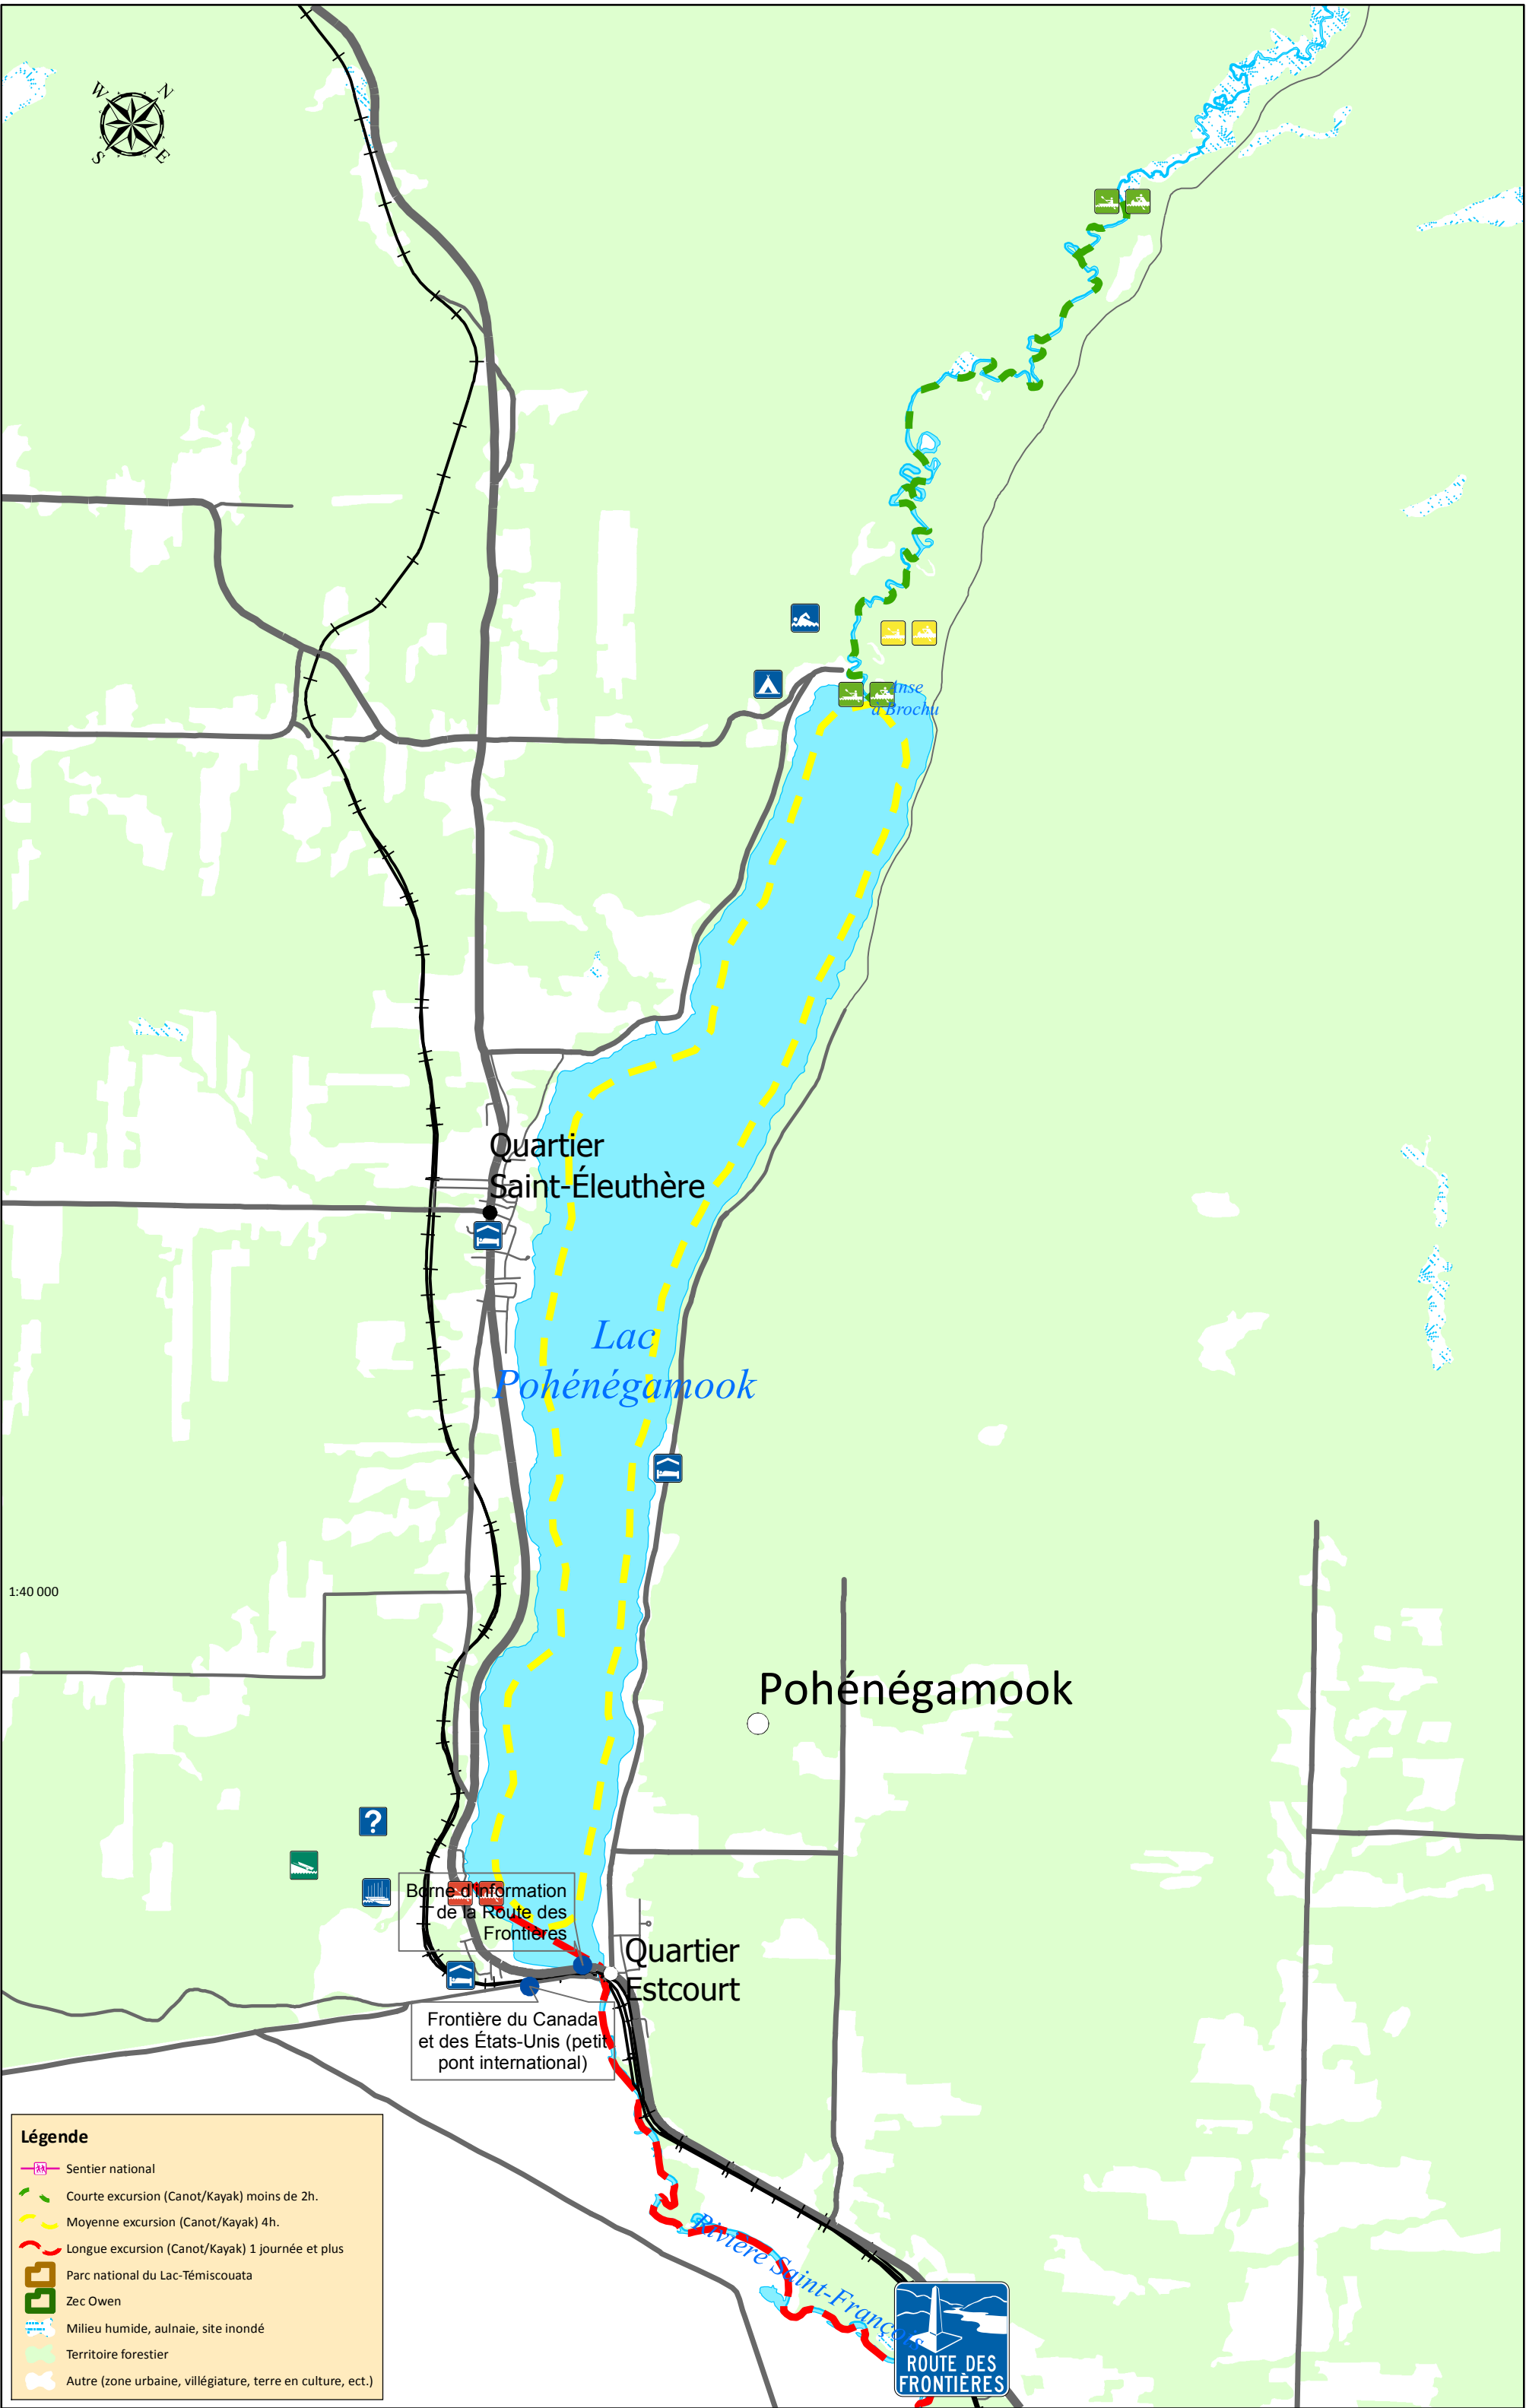 W
N
S
E
Anse
à Brochu
Quartier
Saint-Éleuthère
Lac
Pohénégamook
1:40 000
Pohénégamook
?
Borne d'information
de la Route des
Frontières
Quartier
Estcourt
Frontière du Canada
et des États-Unis (petit
pont international)
Rivière Saint-François
ROUTE DES
FRONTIÈRES
Légende
Sentier national
Courte excursion (Canot/Kayak) moins de 2h.
Moyenne excursion (Canot/Kayak) 4h.
Longue excursion (Canot/Kayak) 1 journée et plus
Parc national du Lac-Témiscouata
Zec Owen
Milieu humide, aulnaie, site inondé
Territoire forestier
Autre (zone urbaine, villégiature, terre en culture, ect.)